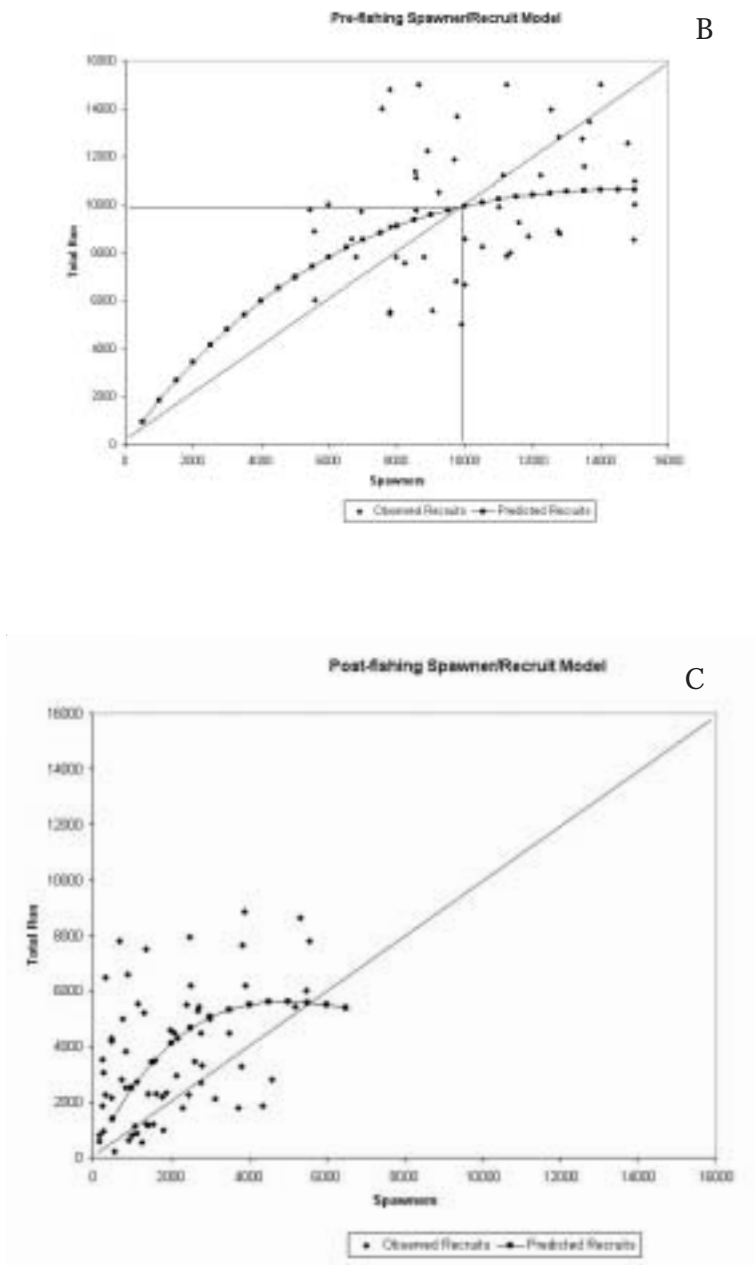 Pre-fishing Spawner/Recruit Model
B
16000
14000
12000
10000
8000
6000
4000
2000
0
Total Run
0 2000 4000 6000 8000 10000 12000 14000 16000
Spawners
Observed Recruits Predicted Recruits
Post-fishing Spawner/Recruit Model
C
16000
14000
12000
10000
8000
6000
4000
2000
0
Total Run
0 2000 4000 6000 8000 10000 12000 14000 16000
Spawners
Observed Recruits Predicted Recruits